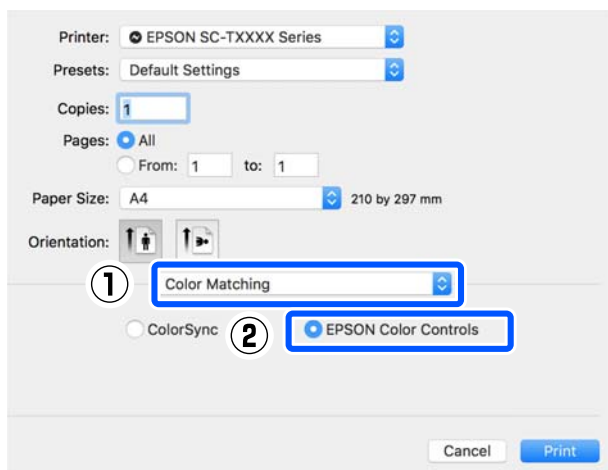 Printer: EPSON SC-TXXXX Series
Presets: Default Settings
Copies: 1
Pages: All
From: 1 to: 1
Paper Size: A4 210 by 297 mm
Orientation:
① Color Matching
ColorSync ② EPSON Color Controls
Cancel Print